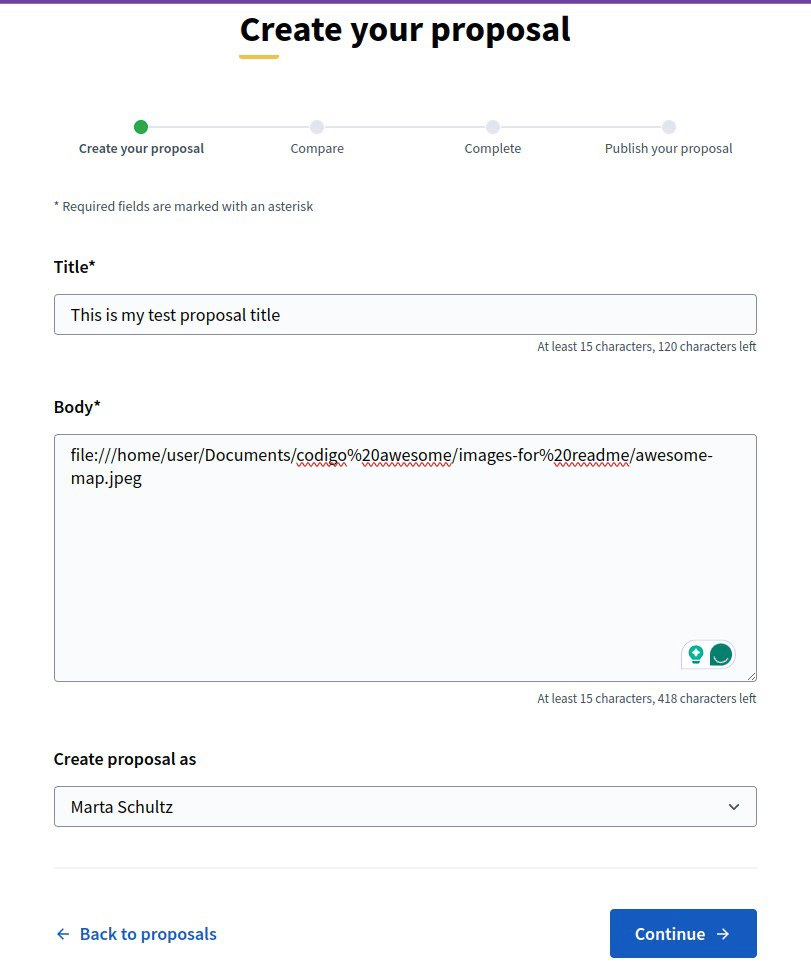 Create your proposal
Create your proposal
Compare
Complete
Publish your proposal
* Required fields are marked with an asterisk
Title*
This is my test proposal title
At least 15 characters, 120 characters left
Body*
file:///home/user/Documents/codigo%20awesome/images-for%20readme/awesome-
map.jpeg
At least 15 characters, 418 characters left
Create proposal as
Marta Schultz
Back to proposals
Continue